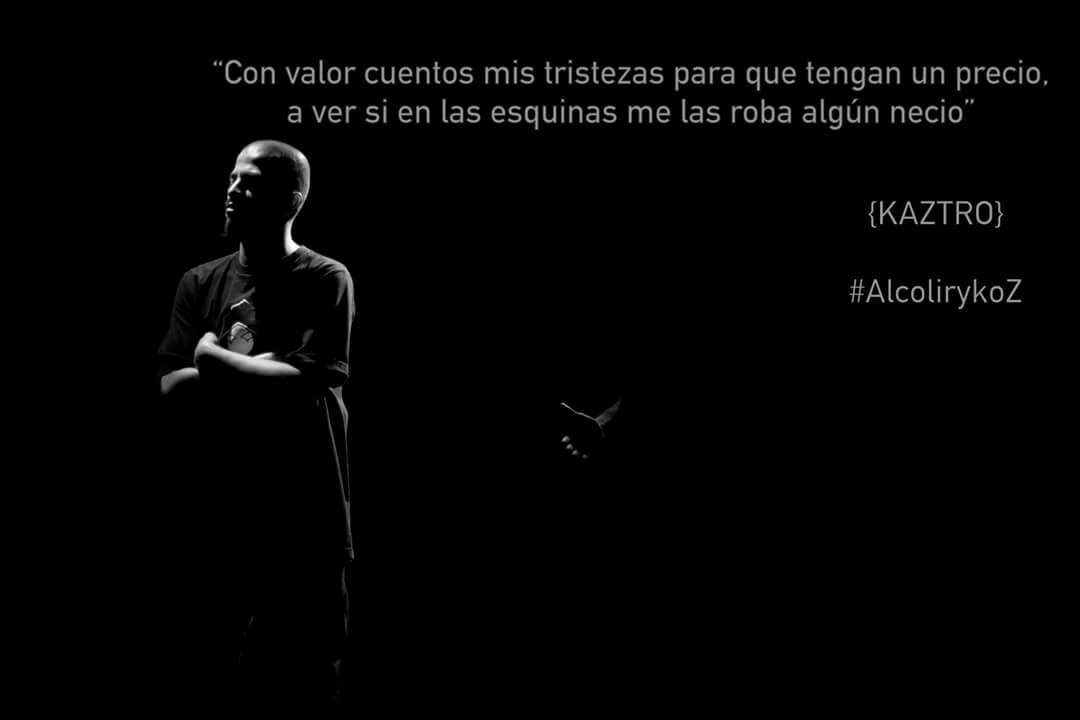 “Con valor cuentos mis tristezas para que tengan un precio,
a ver si en las esquinas me las roba algún necio”
{KAZTRO}
#AlcolirykoZ